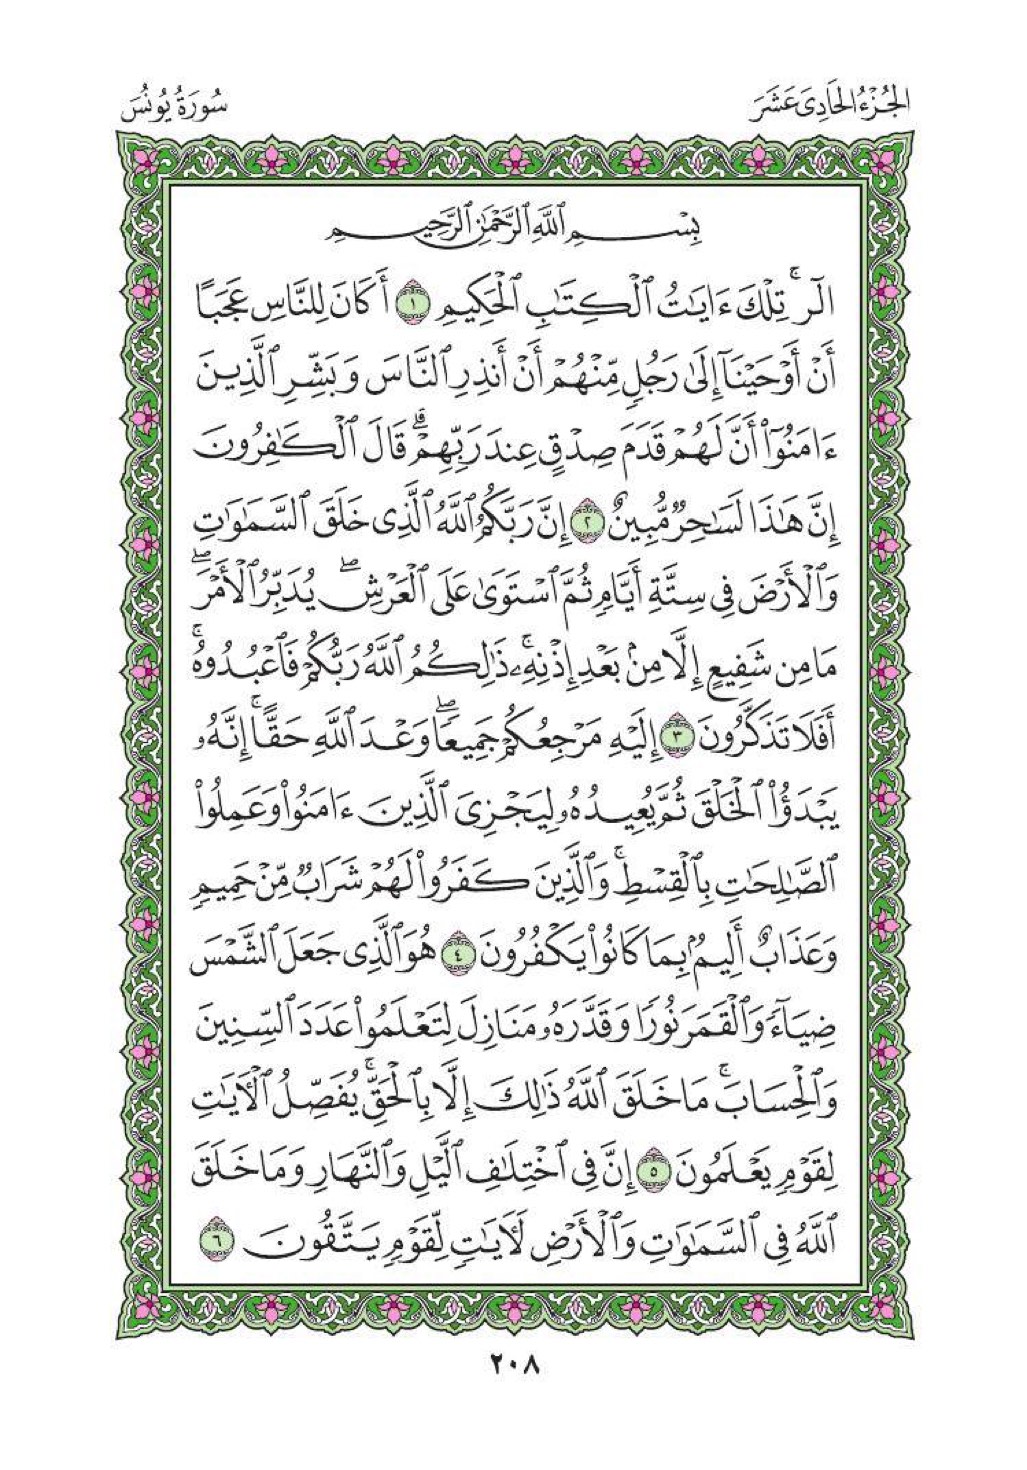 الجُزْءُ الحَادِىَ عَشَرَ
سُورَةُ يُونُسَ
بِسْمِ ٱللَّهِ ٱلرَّحْمَٰنِ ٱلرَّحِيمِ
الٓرۚ تِلْكَ ءَايَٰتُ ٱلْكِتَٰبِ ٱلْحَكِيمِ ١ أَكَانَ لِلنَّاسِ عَجَبًا
أَنْ أَوْحَيْنَآ إِلَىٰ رَجُلٍ مِّنْهُمْ أَنْ أَنذِرِ ٱلنَّاسَ وَبَشِّرِ ٱلَّذِينَ
ءَامَنُوٓا۟ أَنَّ لَهُمْ قَدَمَ صِدْقٍ عِندَ رَبِّهِمْۗ قَالَ ٱلْكَٰفِرُونَ
إِنَّ هَٰذَا لَسَٰحِرٌ مُّبِينٌ ٢ إِنَّ رَبَّكُمُ ٱللَّهُ ٱلَّذِى خَلَقَ ٱلسَّمَٰوَٰتِ
وَٱلْأَرْضَ فِى سِتَّةِ أَيَّامٍ ثُمَّ ٱسْتَوَىٰ عَلَى ٱلْعَرْشِۖ يُدَبِّرُ ٱلْأَمْرَۖ
مَا مِن شَفِيعٍ إِلَّا مِنۢ بَعْدِ إِذْنِهِۦۚ ذَٰلِكُمُ ٱللَّهُ رَبُّكُمْ فَٱعْبُدُوهُۚ
أَفَلَا تَذَكَّرُونَ ٣ إِلَيْهِ مَرْجِعُكُمْ جَمِيعًاۖ وَعْدَ ٱللَّهِ حَقًّاۚ إِنَّهُۥ
يَبْدَؤُا۟ ٱلْخَلْقَ ثُمَّ يُعِيدُهُۥ لِيَجْزِىَ ٱلَّذِينَ ءَامَنُوا۟ وَعَمِلُوا۟
ٱلصَّٰلِحَٰتِ بِٱلْقِسْطِۚ وَٱلَّذِينَ كَفَرُوا۟ لَهُمْ شَرَابٌ مِّنْ حَمِيمٍ
وَعَذَابٌ أَلِيمٌۢ بِمَا كَانُوا۟ يَكْفُرُونَ ٤ هُوَ ٱلَّذِى جَعَلَ ٱلشَّمْسَ
ضِيَآءً وَٱلْقَمَرَ نُورًا وَقَدَّرَهُۥ مَنَازِلَ لِتَعْلَمُوا۟ عَدَدَ ٱلسِّنِينَ
وَٱلْحِسَابَۚ مَا خَلَقَ ٱللَّهُ ذَٰلِكَ إِلَّا بِٱلْحَقِّۚ يُفَصِّلُ ٱلْءَايَٰتِ
لِقَوْمٍ يَعْلَمُونَ ٥ إِنَّ فِى ٱخْتِلَٰفِ ٱلَّيْلِ وَٱلنَّهَارِ وَمَا خَلَقَ
ٱللَّهُ فِى ٱلسَّمَٰوَٰتِ وَٱلْأَرْضِ لَءَايَٰتٍ لِّقَوْمٍ يَتَّقُونَ ٦
٢٠٨